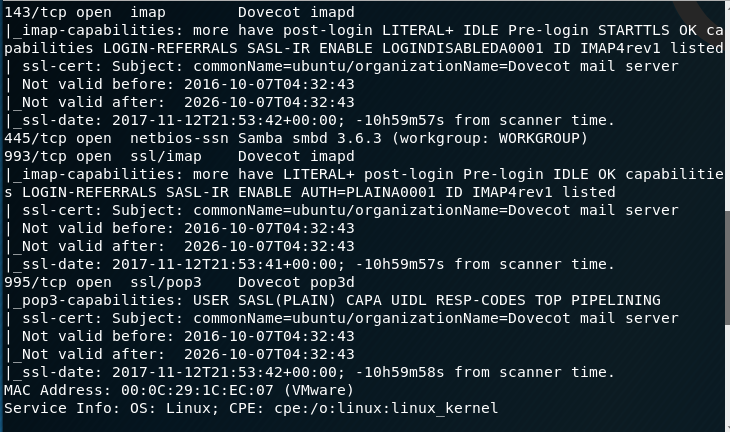 143/tcp open  imap        Dovecot imapd
|_imap-capabilities: more have post-login LITERAL+ IDLE Pre-login STARTTLS OK ca
pabilities LOGIN-REFERRALS SASL-IR ENABLE LOGINDISABLEDA0001 ID IMAP4rev1 listed
| ssl-cert: Subject: commonName=ubuntu/organizationName=Dovecot mail server
| Not valid before: 2016-10-07T04:32:43
|_Not valid after:  2026-10-07T04:32:43
|_ssl-date: 2017-11-12T21:53:42+00:00; -10h59m57s from scanner time.
445/tcp open  netbios-ssn Samba smbd 3.6.3 (workgroup: WORKGROUP)
993/tcp open  ssl/imap    Dovecot imapd
|_imap-capabilities: more have LITERAL+ post-login Pre-login IDLE OK capabilitie
s LOGIN-REFERRALS SASL-IR ENABLE AUTH=PLAINA0001 ID IMAP4rev1 listed
| ssl-cert: Subject: commonName=ubuntu/organizationName=Dovecot mail server
| Not valid before: 2016-10-07T04:32:43
|_Not valid after:  2026-10-07T04:32:43
|_ssl-date: 2017-11-12T21:53:41+00:00; -10h59m57s from scanner time.
995/tcp open  ssl/pop3    Dovecot pop3d
|_pop3-capabilities: USER SASL(PLAIN) CAPA UIDL RESP-CODES TOP PIPELINING
| ssl-cert: Subject: commonName=ubuntu/organizationName=Dovecot mail server
| Not valid before: 2016-10-07T04:32:43
|_Not valid after:  2026-10-07T04:32:43
|_ssl-date: 2017-11-12T21:53:42+00:00; -10h59m58s from scanner time.
MAC Address: 00:0C:29:1C:EC:07 (VMware)
Service Info: OS: Linux; CPE: cpe:/o:linux:linux_kernel